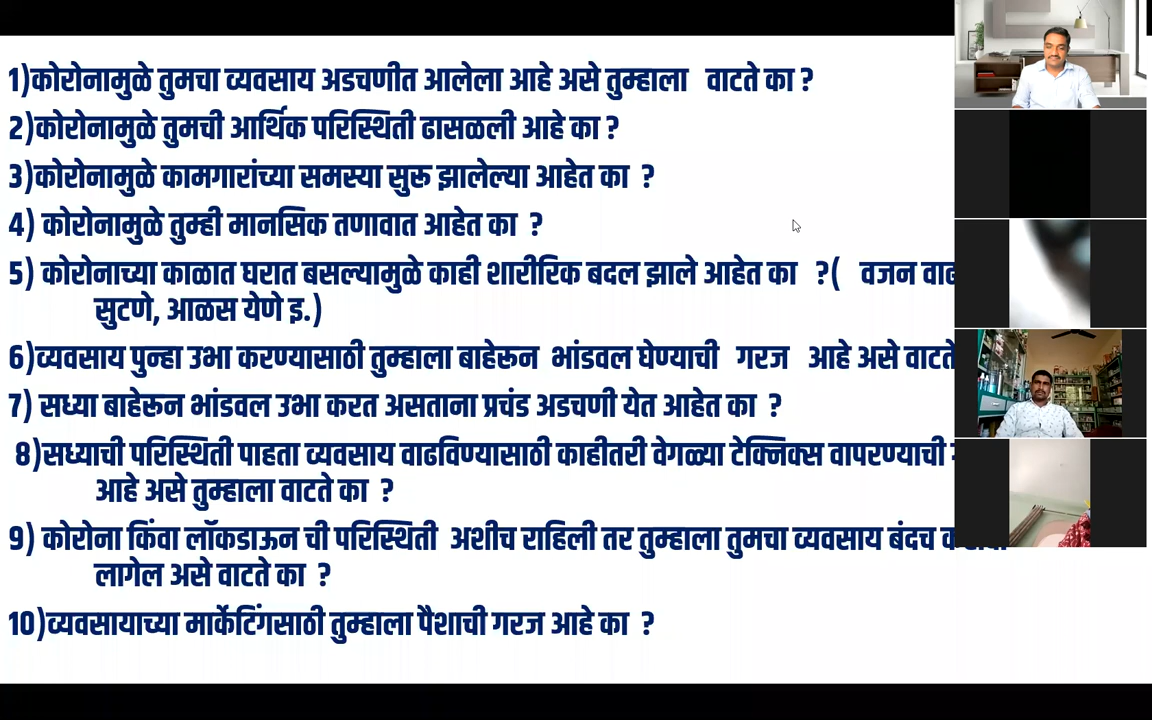 1)कोरोनामुळे तुमचा व्यवसाय अडचणीत आलेला आहे असे तुम्हाला वाटते का ?
2)कोरोनामुळे तुमची आर्थिक परिस्थिती ढासळली आहे का ?
3)कोरोनामुळे कामगारांच्या समस्या सुरू झालेल्या आहेत का ?
4) कोरोनामुळे तुम्ही मानसिक तणावात आहेत का ?
5) कोरोनाच्या काळात घरात बसल्यामुळे काही शारीरिक बदल झाले आहेत का ?( वजन
सुटणे, आळस येणे इ.)
6)व्यवसाय पुन्हा उभा करण्यासाठी तुम्हाला बाहेरून भांडवल घेण्याची गरज आहे असे वाटते
7) सध्या बाहेरून भांडवल उभा करत असताना प्रचंड अडचणी येत आहेत का ?
8)सध्याची परिस्थिती पाहता व्यवसाय वाढविण्यासाठी काहीतरी वेगळ्या टेक्निक्स वापरण्याची
आहे असे तुम्हाला वाटते का ?
9) कोरोना किंवा लॉकडाऊन ची परिस्थिती अशीच राहिली तर तुम्हाला तुमचा व्यवसाय बंदच
लागेल असे वाटते का ?
10)व्यवसायाच्या मार्केटिंगसाठी तुम्हाला पैशाची गरज आहे का ?